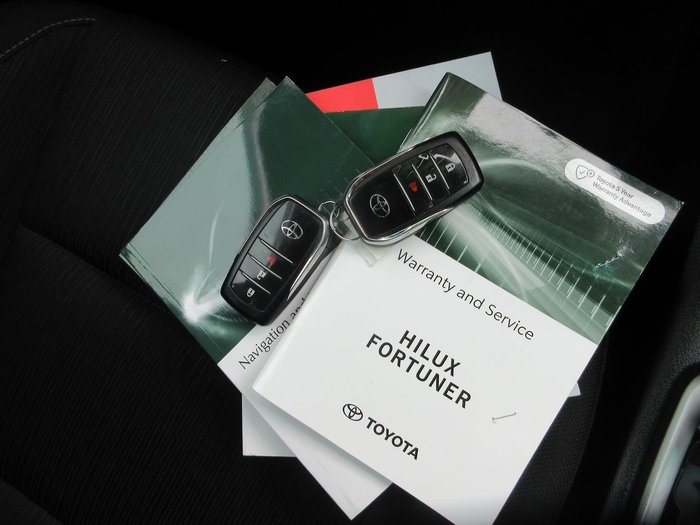 Toyota 5 Year
Warranty Advantage
Warranty and Service
HILUX
FORTUNER
TOYOTA
Navigation and